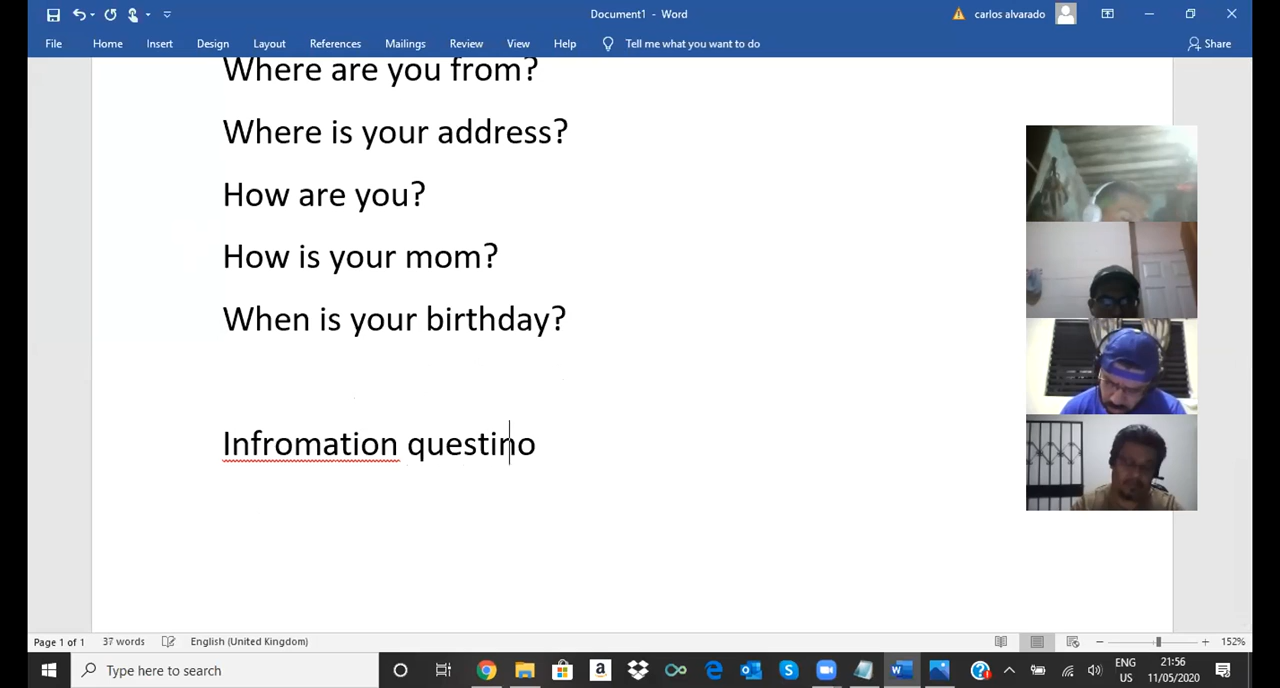 Document1 - Word
carlos alvarado
File Home Insert Design Layout References Mailings Review View Help Tell me what you want to do Share
Where are you from?
Where is your address?
How are you?
How is your mom?
When is your birthday?
Infromation questino
Page 1 of 1 37 words English (United Kingdom) 152%
Type here to search
ENG
US
21:56
11/05/2020